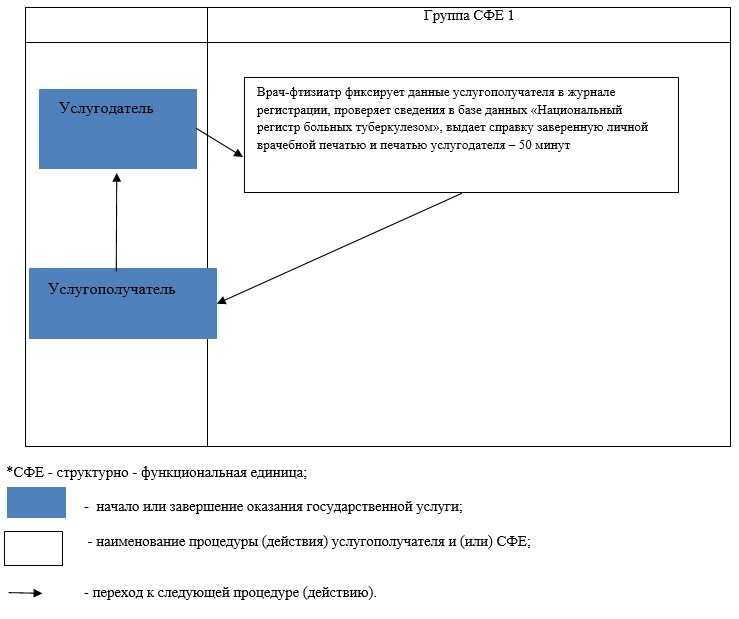 Группа СФЕ 1
Услугодатель
Врач-фтизиатр фиксирует данные услугополучателя в журнале
регистрации, проверяет сведения в базе данных «Национальный
регистр больных туберкулезом», выдает справку заверенную личной
врачебной печатью и печатью услугодателя – 50 минут
Услугополучатель
*СФЕ - структурно - функциональная единица;
- начало или завершение оказания государственной услуги;
- наименование процедуры (действия) услугополучателя и (или) СФЕ;
- переход к следующей процедуре (действию).